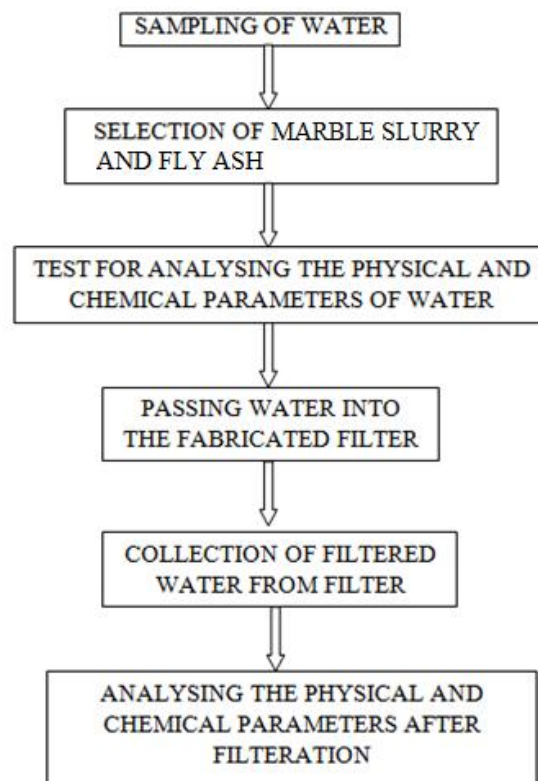 SAMPLING OF WATER
SELECTION OF MARBLE SLURRY
AND FLY ASH
TEST FOR ANALYSING THE PHYSICAL AND
CHEMICAL PARAMETERS OF WATER
PASSING WATER INTO
THE FABRICATED FILTER
COLLECTION OF FILTERED
WATER FROM FILTER
ANALYSING THE PHYSICAL AND
CHEMICAL PARAMETERS AFTER
FILTERATION